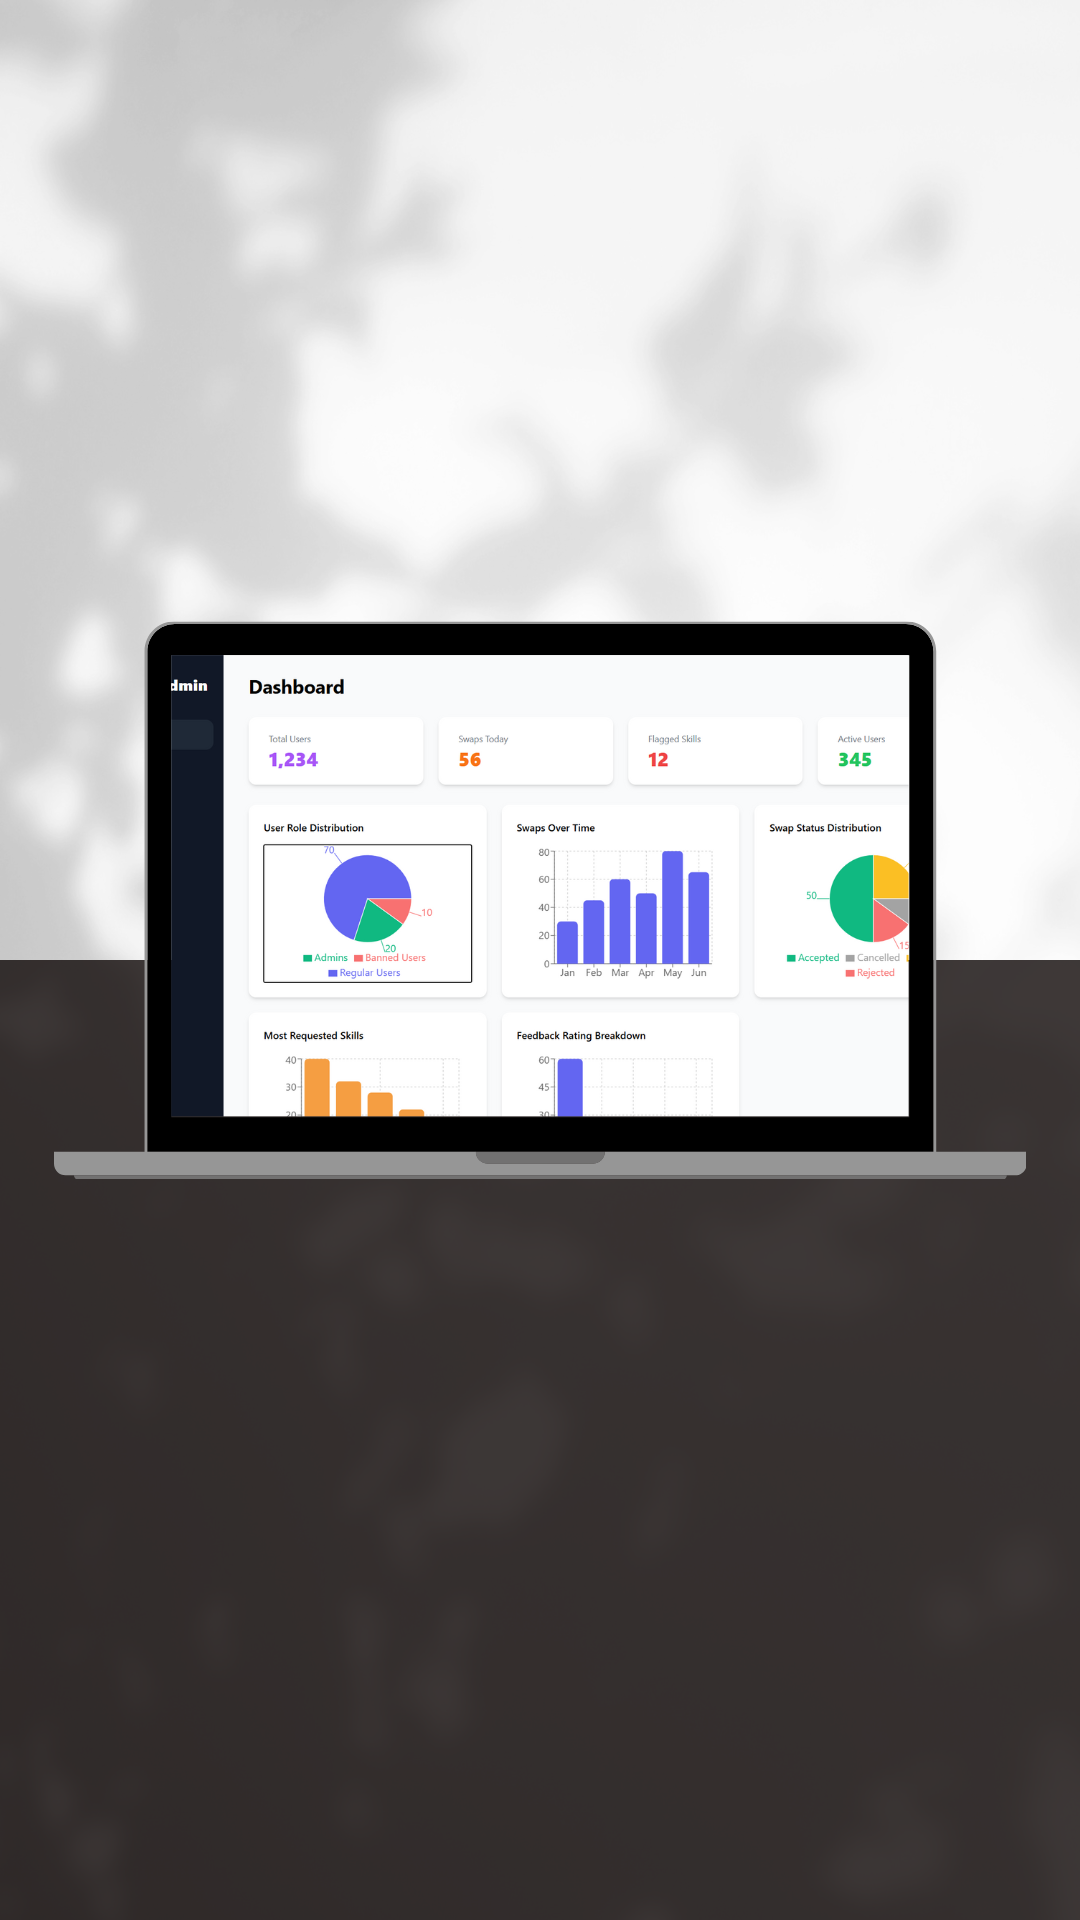 dmin
Dashboard
Total Users
1,234
Swaps Today
56
Flagged Skills
12
Active Users
345
User Role Distribution
70
10
20
Admins Banned Users
Regular Users
Swaps Over Time
80
60
40
20
0
Jan Feb Mar Apr May Jun
Swap Status Distribution
50
15
Accepted Cancelled
Rejected
Most Requested Skills
40
30
20
Feedback Rating Breakdown
60
45
30